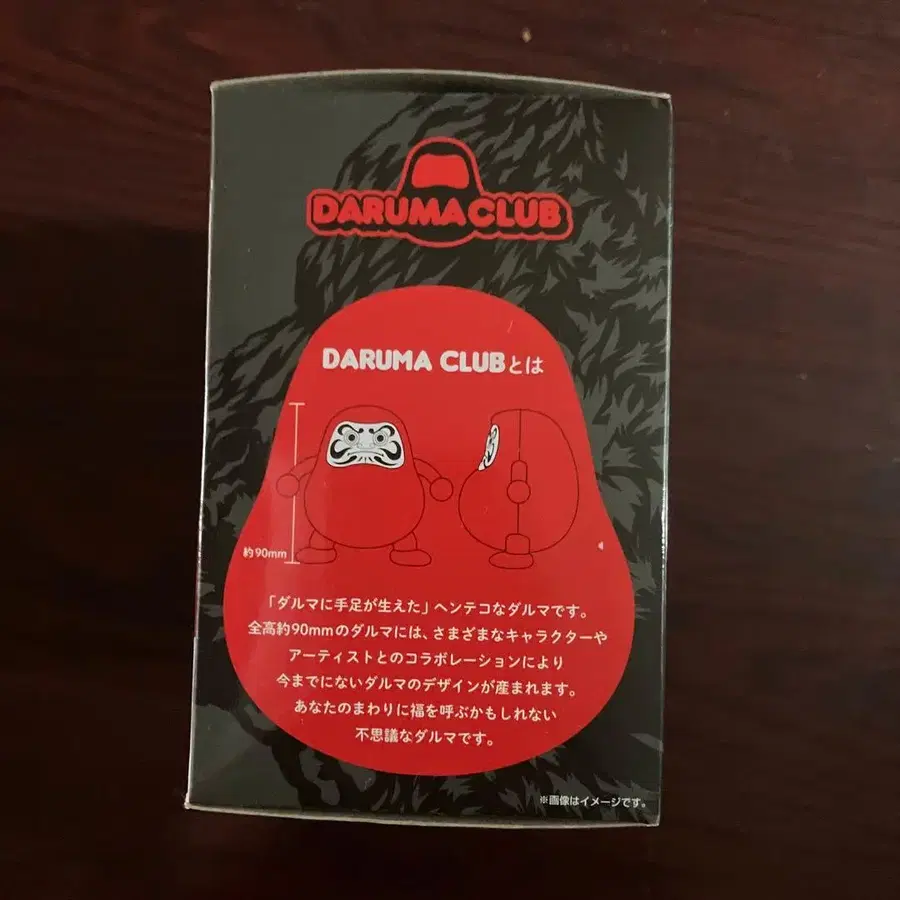 DARUMA CLUB
DARUMA CLUBとは
約90mm
「ダルマに手足が生えた」ヘンテコなダルマです。
全高約90mmのダルマには、さまざまなキャラクターや
アーティストとのコラボレーションにより
今までにないダルマのデザインが産まれます。
あなたのまわりに福を呼ぶかもしれない
不思議なダルマです。
※画像はイメージです。